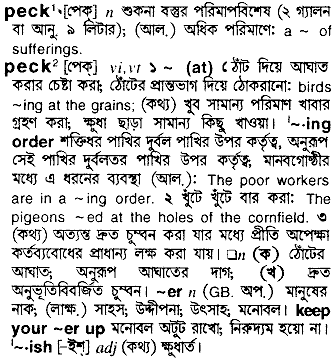 peck¹ [পেক্] n শুকনা বস্তুর পরিমাপবিশেষ (২ গ্যালন
বা আনু. ৯ লিটার); (আল.) অধিক পরিমাণে: a ~ of
sufferings.
peck² [পেক্] vi,vt ১ ~ (at) ঠোঁট দিয়ে আঘাত
করার চেষ্টা করা; ঠোঁটের প্রান্তভাগ দিয়ে ঠোকরানো: birds
~ing at the grains; (কথ্য) খুব সামান্য পরিমাণ খাবার
গ্রহণ করা; ক্ষুধা ছাড়া সামান্য কিছু খাওয়া। '~·ing
order শক্তিধর পাখির দুর্বল পাখির উপর কর্তৃত্ব, অনুরূপ
সেই পাখির দুর্বলতর পাখির উপর কর্তৃত্ব; মানবগোষ্ঠীর
মধ্যে এ ধরনের ব্যবস্থা (আল.): The poor workers
are in a ~ing order. ২ খুঁটে খুঁটে বার করা: The
pigeons ~ed at the holes of the cornfield. ৩
(কথ্য) অত্যন্ত দ্রুত চুম্বন করা যার মধ্যে প্রীতি অপেক্ষা
কর্তব্যবোধের প্রাধান্য লক্ষ করা যায়। □n (ক) ঠোঁটের
আঘাত; অনুরূপ আঘাতের দাগ; (খ) দ্রুত
অনুভূতিবিবর্জিত চুম্বন। ~er n (GB. অপ.) মানুষের
নাক; (লাক্ষ.) সাহস; উদ্দীপনা; উৎসাহ; মনোবল। keep
your ~er up মনোবল অটুট রাখো; নিরুদ্যম হয়ো না।
'~·ish [–ইশ্] adj (কথ্য) ক্ষুধার্ত।